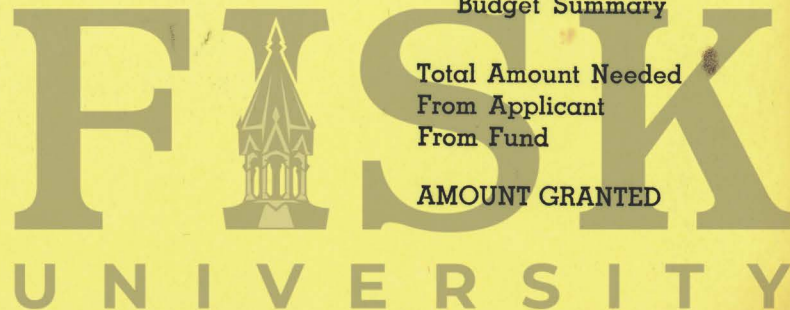 Budget Summary
Total Amount Needed
From Applicant
From Fund
AMOUNT GRANTED
FISK
UNIVERSITY